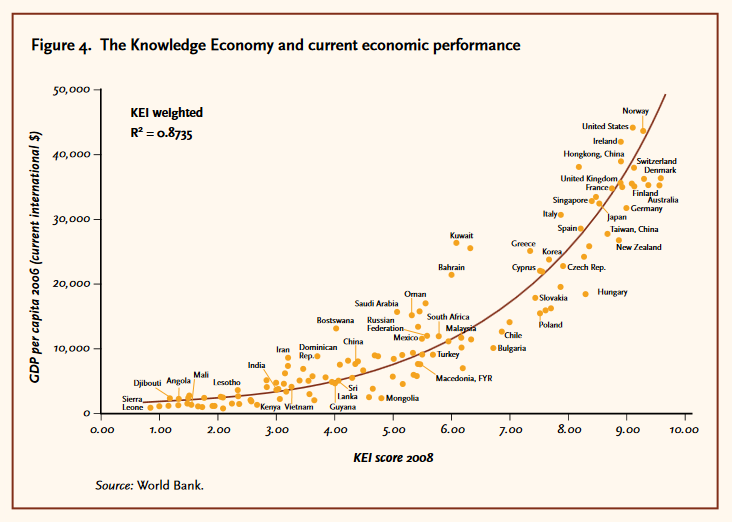 Figure 4. The Knowledge Economy and current economic performance
GDP per capita 2006 (current international $)
50,000
40,000
30,000
20,000
10,000
0
KEI weighted
R² = 0.8735
Norway
United States
Ireland
Hongkong, China
Switzerland
Denmark
United Kingdom
France
Finland
Singapore
Australia
Germany
Japan
Italy
Spain
Taiwan, China
Kuwait
Greece
Korea
New Zealand
Bahrain
Cyprus
Czech Rep.
Oman
Slovakia
Hungary
Saudi Arabia
Bostswana
Russian
Federation
South Africa
Poland
Mexico
Malaysia
China
Iran
Dominican
Rep.
Turkey
Bulgaria
Chile
India
Macedonia, FYR
Djibouti
Angola
Mali
Lesotho
Sierra
Leone
Kenya
Vietnam
Guyana
Sri
Lanka
Mongolia
0.00
1.00
2.00
3.00
4.00
5.00
6.00
7.00
8.00
9.00
10.00
KEI score 2008
Source: World Bank.